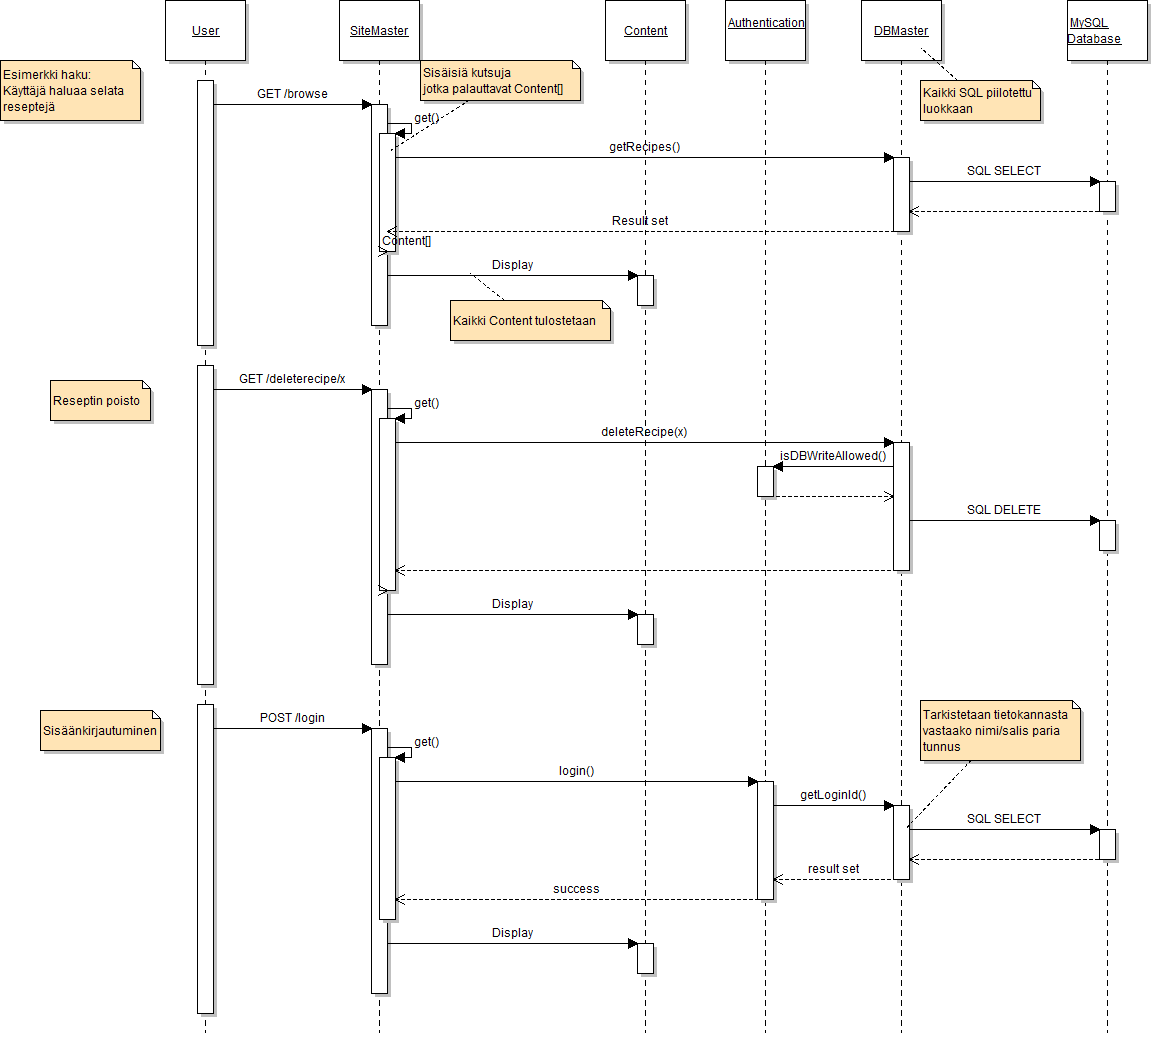 User
SiteMaster
Content
Authentication
DBMaster
MySQL
Database
Esimerkki haku:
Käyttäjä haluaa selata
reseptejä
Sisäisiä kutsuja
jotka palauttavat Content[]
Kaikki SQL piilotettu
luokkaan
GET /browse
get()
getRecipes()
SQL SELECT
Result set
Content[]
Display
Kaikki Content tulostetaan
Reseptin poisto
GET /deleterecipe/x
get()
deleteRecipe(x)
isDBWriteAllowed()
SQL DELETE
Display
Sisäänkirjautuminen
POST /login
get()
Tarkistetaan tietokannasta
vastaako nimi/salis paria
tunnus
login()
getLoginId()
SQL SELECT
result set
success
Display